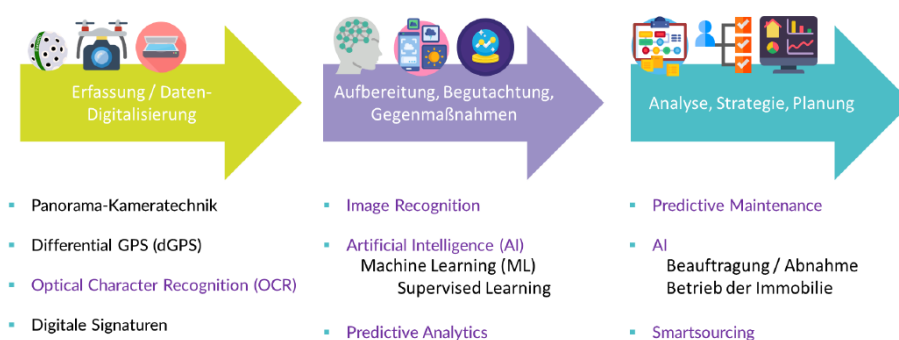 Erfassung / Daten-
Digitalisierung
Aufbereitung, Begutachtung,
Gegenmaßnahmen
Analyse, Strategie, Planung
Panorama-Kameratechnik
Differential GPS (dGPS)
Optical Character Recognition (OCR)
Digitale Signaturen
Image Recognition
Artificial Intelligence (AI)
Machine Learning (ML)
Supervised Learning
Predictive Analytics
Predictive Maintenance
AI
Beauftragung / Abnahme
Betrieb der Immobilie
Smartsourcing